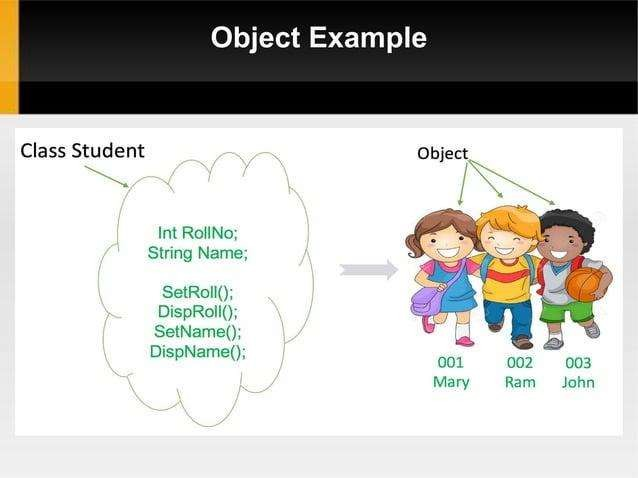 Object Example
Class Student
Int RollNo;
String Name;
SetRoll();
DispRoll();
SetName();
DispName();
Object
001 002 003
Mary Ram John